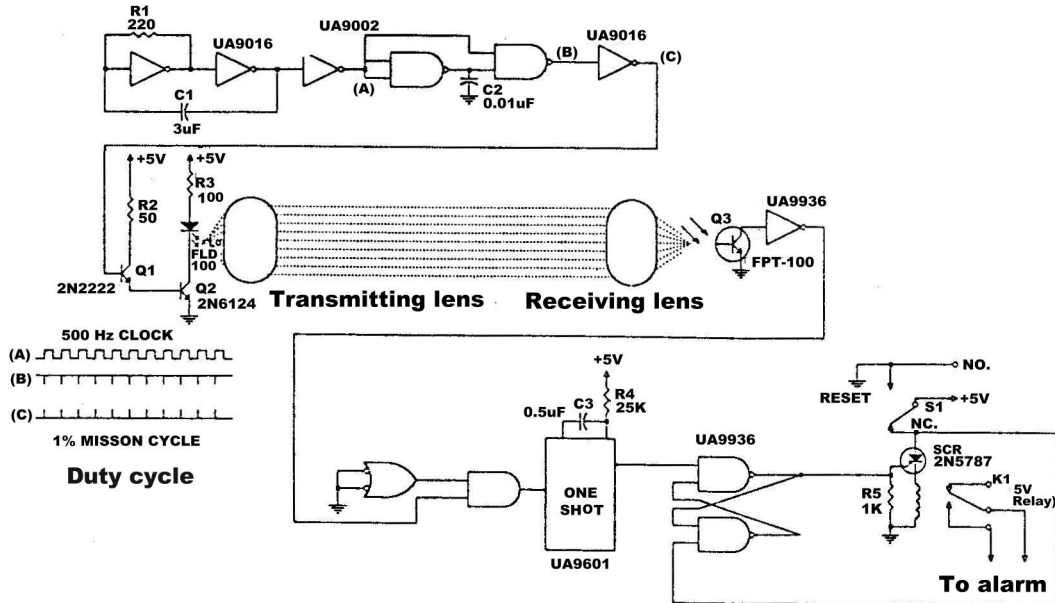 R1
220
UA9016
UA9002
UA9016
(A)
(B)
(C)
C1
3uF
C2
0.01uF
+5V
+5V
R3
100
R2
50
FLD
100
Q1
2N2222
Q2
2N6124
Transmitting lens
Receiving lens
Q3
FPT-100
UA9936
500 Hz CLOCK
(A)
(B)
(C)
1% MISSON CYCLE
Duty cycle
+5V
C3
0.5uF
R4
25K
ONE
SHOT
UA9601
UA9936
NO.
RESET
S1
+5V
NC.
SCR
2N5787
R5
1K
K1
5V
Relay)
To alarm